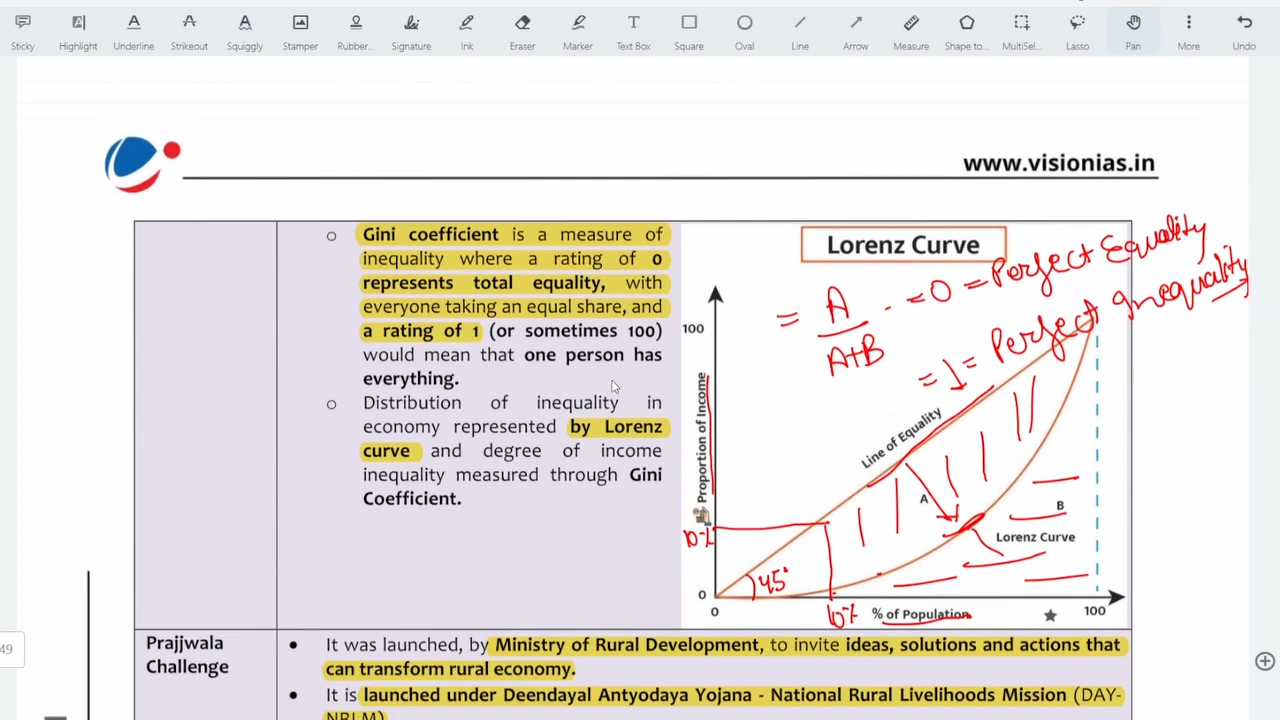 Sticky Highlight Underline Strikeout Squiggly Stamper Rubber... Signature Ink Eraser Marker Text Box Square Oval Line Arrow Measure Shape to... MultiSel... Lasso Pan More Undo
www.visionias.in
Gini coefficient is a measure of
inequality where a rating of 0
represents total equality, with
everyone taking an equal share, and
a rating of 1 (or sometimes 100)
would mean that one person has
everything.
Distribution of inequality in
economy represented by Lorenz
curve and degree of income
inequality measured through Gini
Coefficient.
Lorenz Curve
= A / A+B = 0 = Perfect Equality
= 1 = Perfect Inequality
100
Proportion of Income
Line of Equality
A
B
Lorenz Curve
10%
45°
0
0
10%
% of Population
100
49
Prajjwala
Challenge
It was launched, by Ministry of Rural Development, to invite ideas, solutions and actions that
can transform rural economy.
It is launched under Deendayal Antyodaya Yojana - National Rural Livelihoods Mission (DAY-
NRLM)